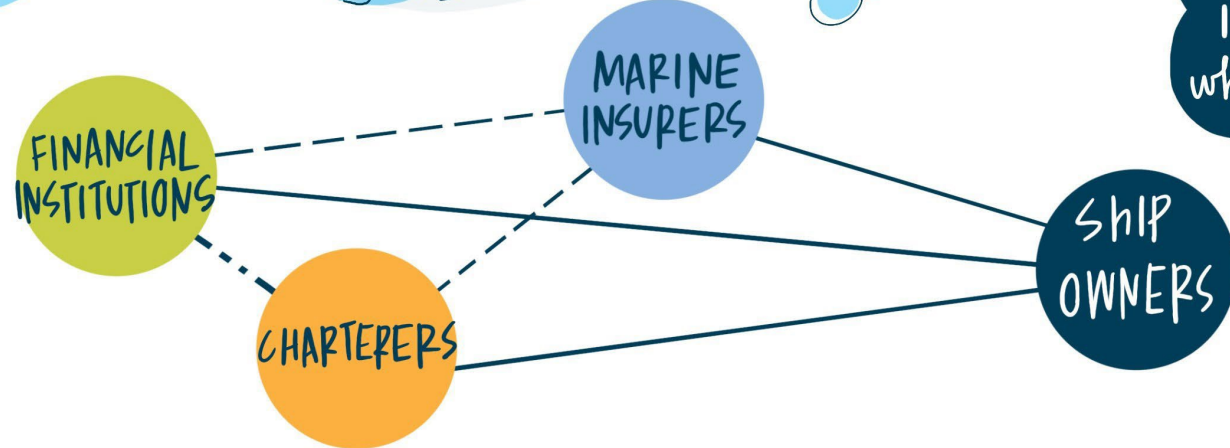 FINANCIAL
INSTITUTIONS
MARINE
INSURERS
CHARTERERS
ShIP
OWNERS